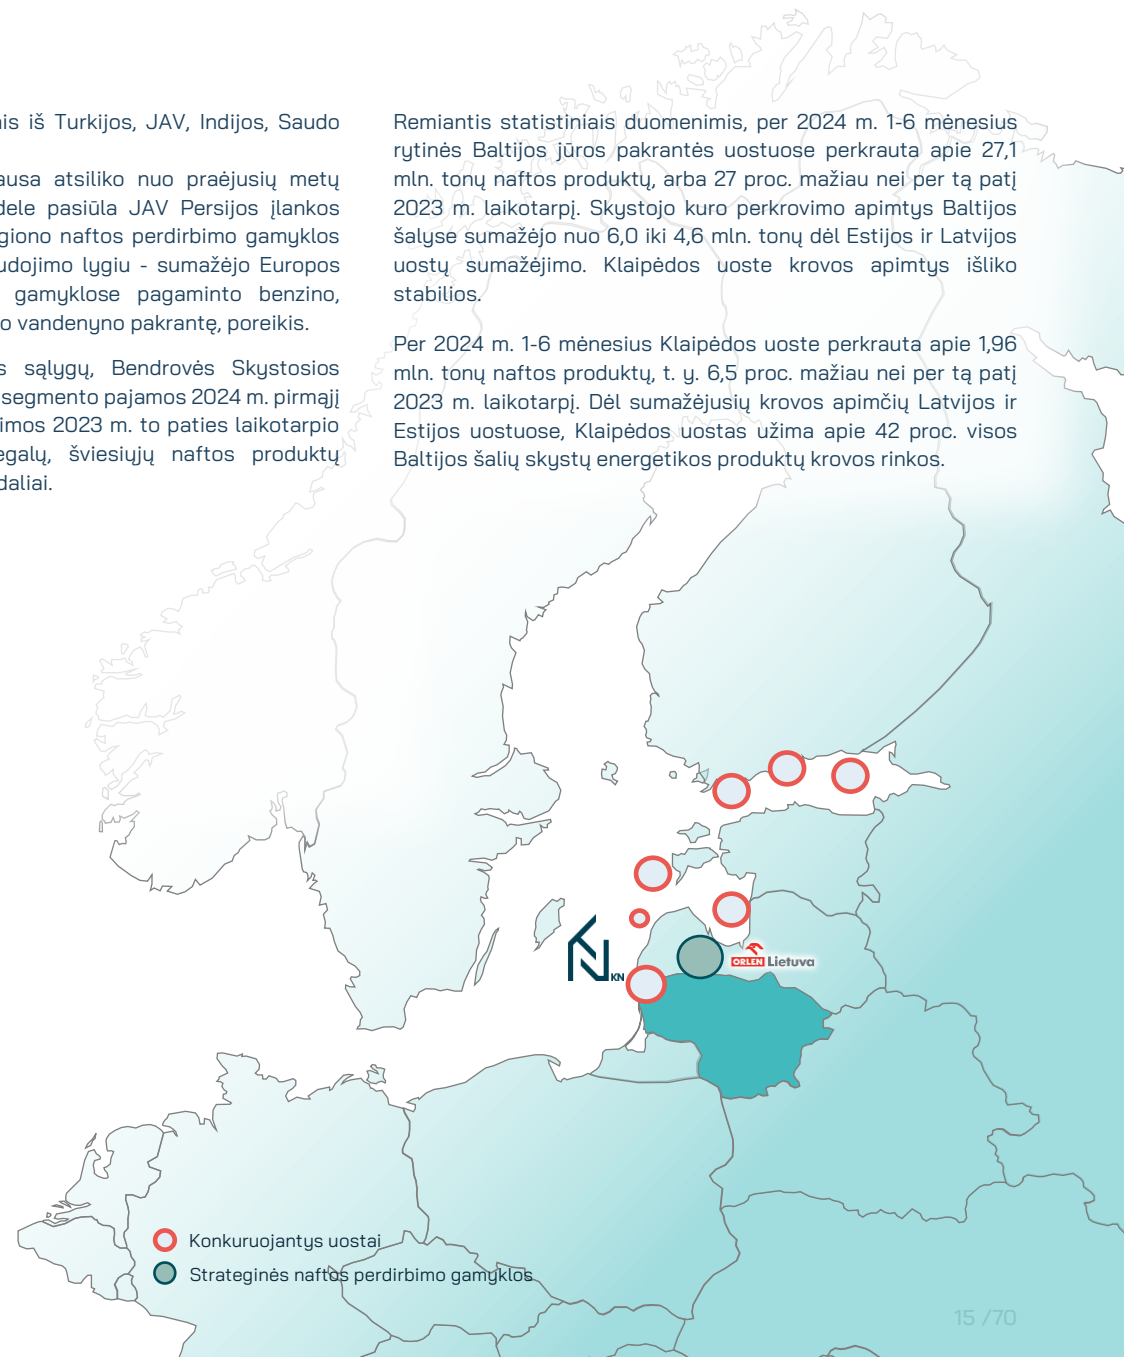 is iš Turkijos, JAV, Indijos, Saudo
ausa atsiliko nuo praėjusių metų
dele pasiūla JAV Persijos įlankos
giono naftos perdirbimo gamyklos
udojimo lygiu - sumažėjo Europos
gamyklose pagaminto benzino,
o vandenyno pakrantę, poreikis.
s sąlygų, Bendrovės Skystosios
segmento pajamos 2024 m. pirmąjį
imos 2023 m. to paties laikotarpio
egalų, šviesiųjų naftos produktų
daliai.
Remiantis statistiniais duomenimis, per 2024 m. 1-6 mėnesius
rytinės Baltijos jūros pakrantės uostuose perkrauta apie 27,1
mln. tonų naftos produktų, arba 27 proc. mažiau nei per tą patį
2023 m. laikotarpį. Skystojo kuro perkrovimo apimtys Baltijos
šalyse sumažėjo nuo 6,0 iki 4,6 mln. tonų dėl Estijos ir Latvijos
uostų sumažėjimo. Klaipėdos uoste krovos apimtys išliko
stabilios.
Per 2024 m. 1-6 mėnesius Klaipėdos uoste perkrauta apie 1,96
mln. tonų naftos produktų, t. y. 6,5 proc. mažiau nei per tą patį
2023 m. laikotarpį. Dėl sumažėjusių krovos apimčių Latvijos ir
Estijos uostuose, Klaipėdos uostas užima apie 42 proc. visos
Baltijos šalių skystų energetikos produktų krovos rinkos.
KN
ORLEN Lietuva
Konkuruojantys uostai
Strateginės naftos perdirbimo gamyklos
15 /70